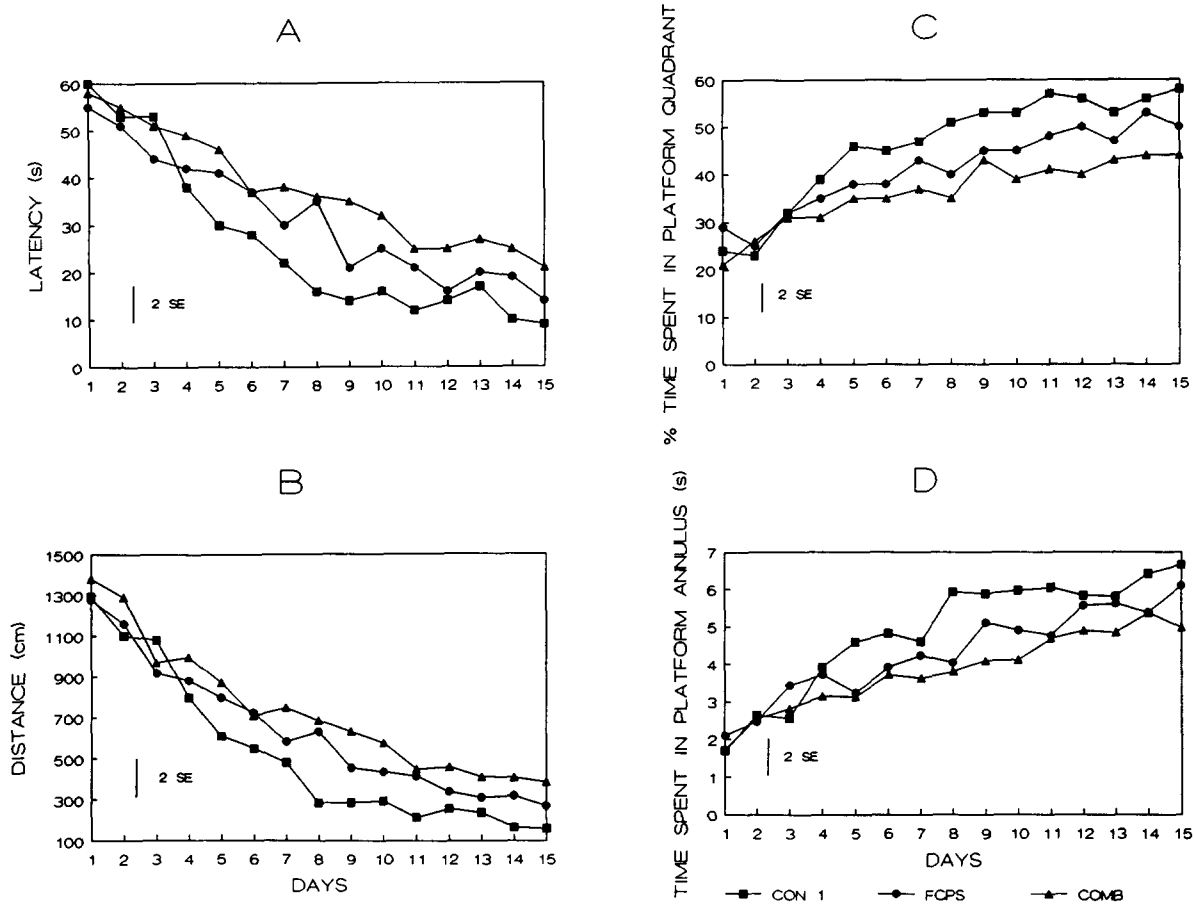 A
LATENCY (s)
60
50
40
30
20
10
0
2 SE
1 2 3 4 5 6 7 8 9 10 11 12 13 14 15
B
DISTANCE (cm)
1500
1300
1100
900
700
500
300
100
2 SE
1 2 3 4 5 6 7 8 9 10 11 12 13 14 15
DAYS
C
% TIME SPENT IN PLATFORM QUADRANT
60
50
40
30
20
10
0
2 SE
1 2 3 4 5 6 7 8 9 10 11 12 13 14 15
D
TIME SPENT IN PLATFORM ANNULUS (s)
7
6
5
4
3
2
1
0
2 SE
1 2 3 4 5 6 7 8 9 10 11 12 13 14 15
DAYS
CON 1 FCPS COMB